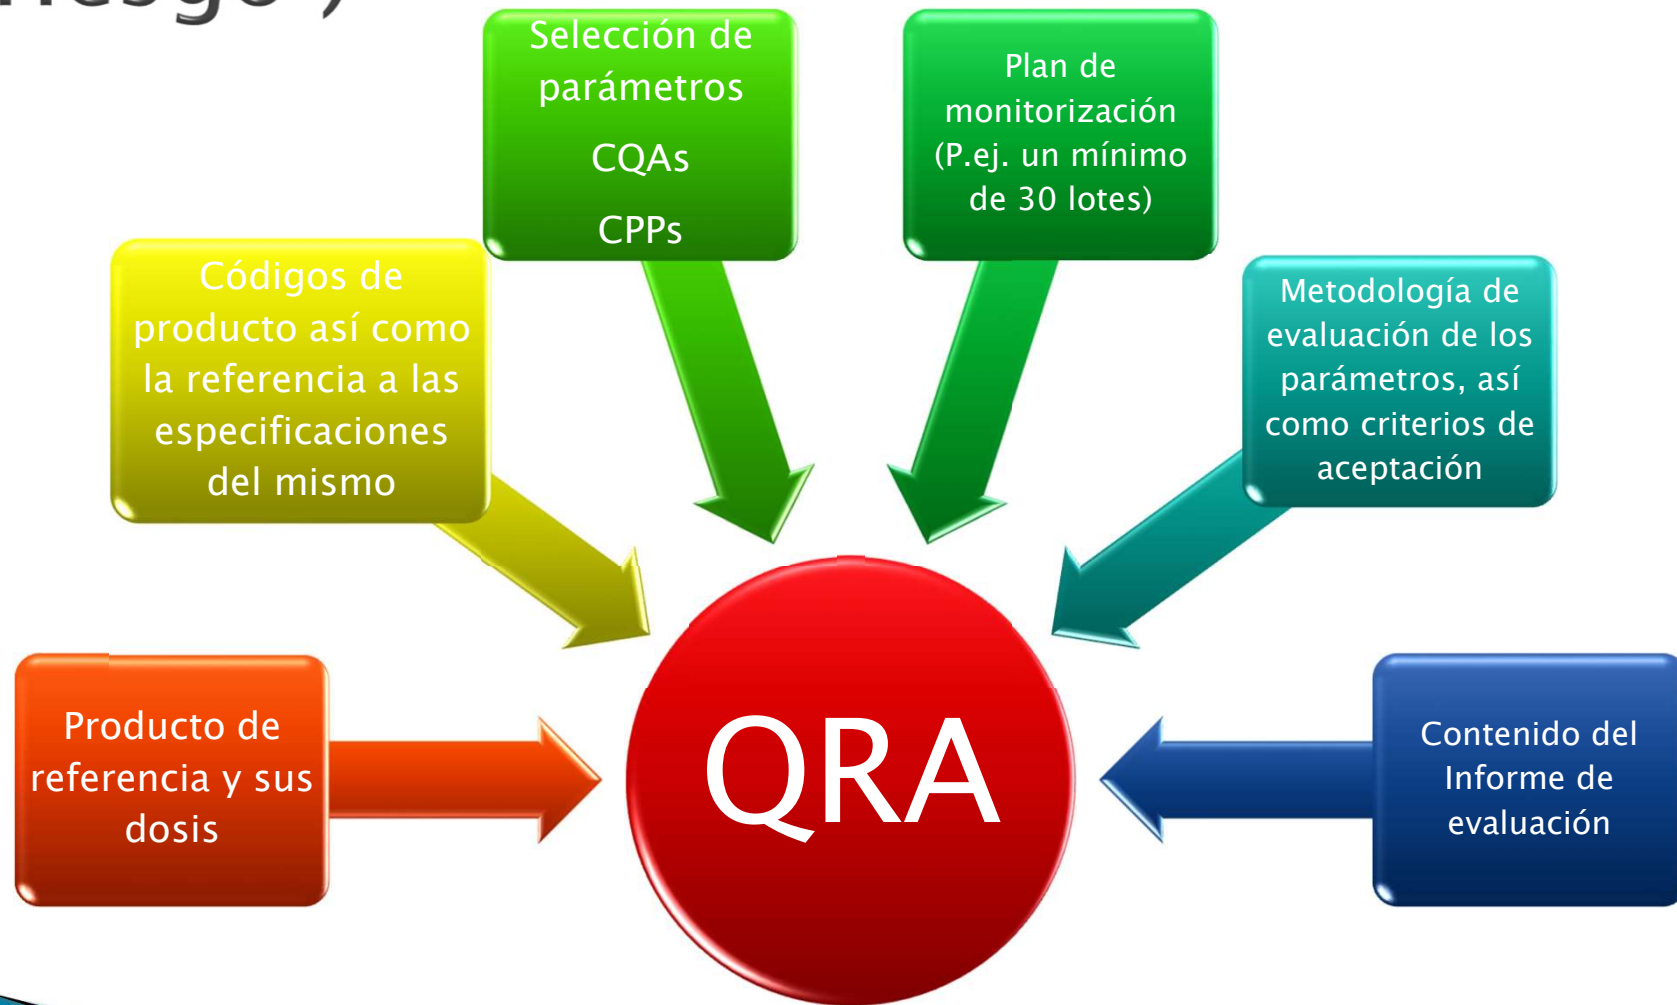 riesgo ,
Selección de
parámetros
CQAs
CPPs
Plan de
monitorización
(P.ej. un mínimo
de 30 lotes)
Códigos de
producto así como
la referencia a las
especificaciones
del mismo
Metodología de
evaluación de los
parámetros, así
como criterios de
aceptación
Producto de
referencia y sus
dosis
QRA
Contenido del
Informe de
evaluación